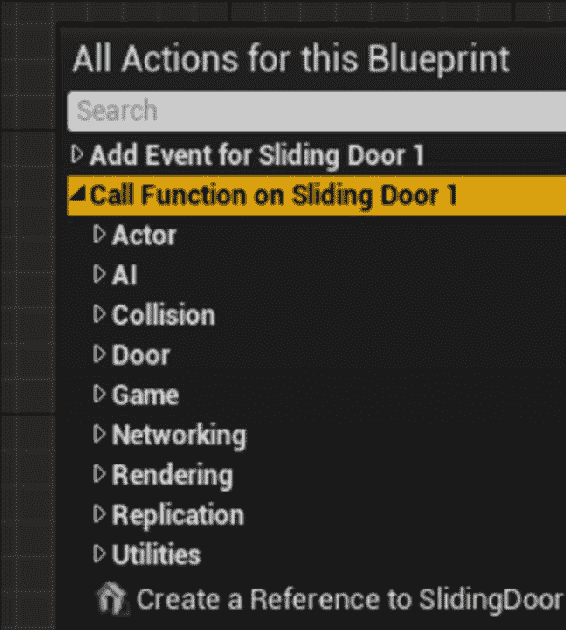 All Actions for this Blueprint
Search
Add Event for Sliding Door 1
Call Function on Sliding Door 1
Actor
AI
Collision
Door
Game
Networking
Rendering
Replication
Utilities
Create a Reference to SlidingDoor